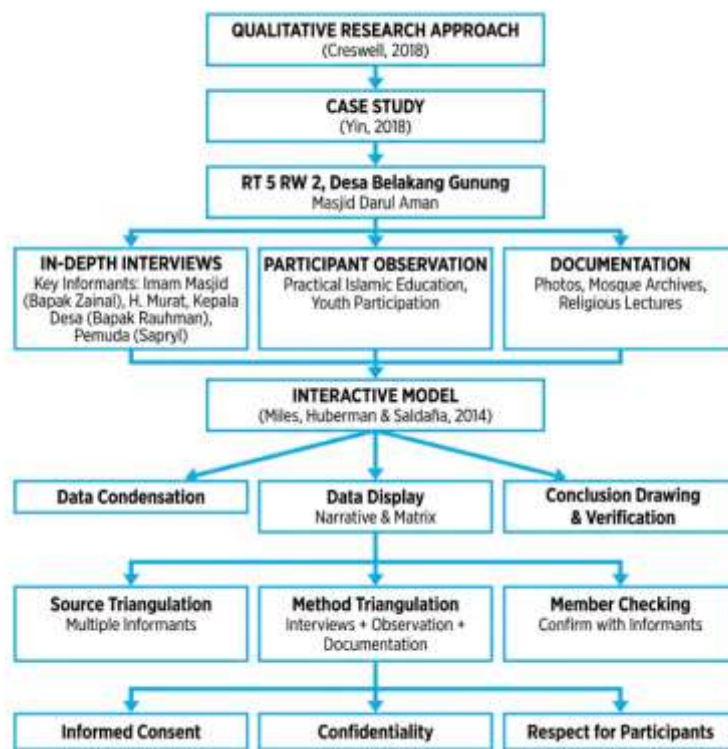 QUALITATIVE RESEARCH APPROACH
(Creswell, 2018)
CASE STUDY
(Yin, 2018)
RT 5 RW 2, Desa Belakang Gunung
Masjid Darul Aman
IN-DEPTH INTERVIEWS
Key Informants: Imam Masjid
(Bapak Zainal), H. Murat, Kepala
Desa (Bapak Rauhman),
Pemuda (Sapryl)
PARTICIPANT OBSERVATION
Practical Islamic Education,
Youth Participation
DOCUMENTATION
Photos, Mosque Archives,
Religious Lectures
INTERACTIVE MODEL
(Miles, Huberman & Saldaña, 2014)
Data Condensation
Data Display
Narrative & Matrix
Conclusion Drawing
& Verification
Source Triangulation
Multiple Informants
Method Triangulation
Interviews + Observation +
Documentation
Member Checking
Confirm with Informants
Informed Consent
Confidentiality
Respect for Participants